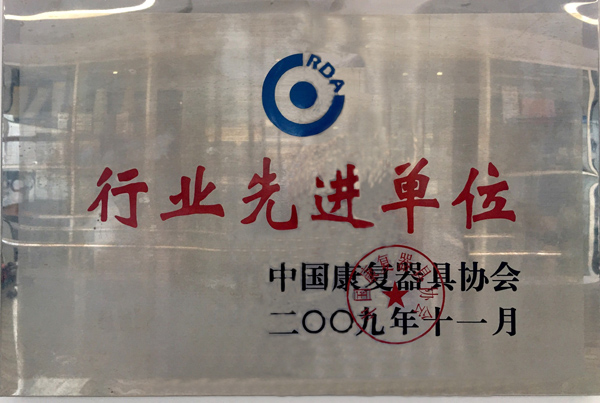 RDA
行业先进单位
中国康复器具协会
二〇〇九年十一月